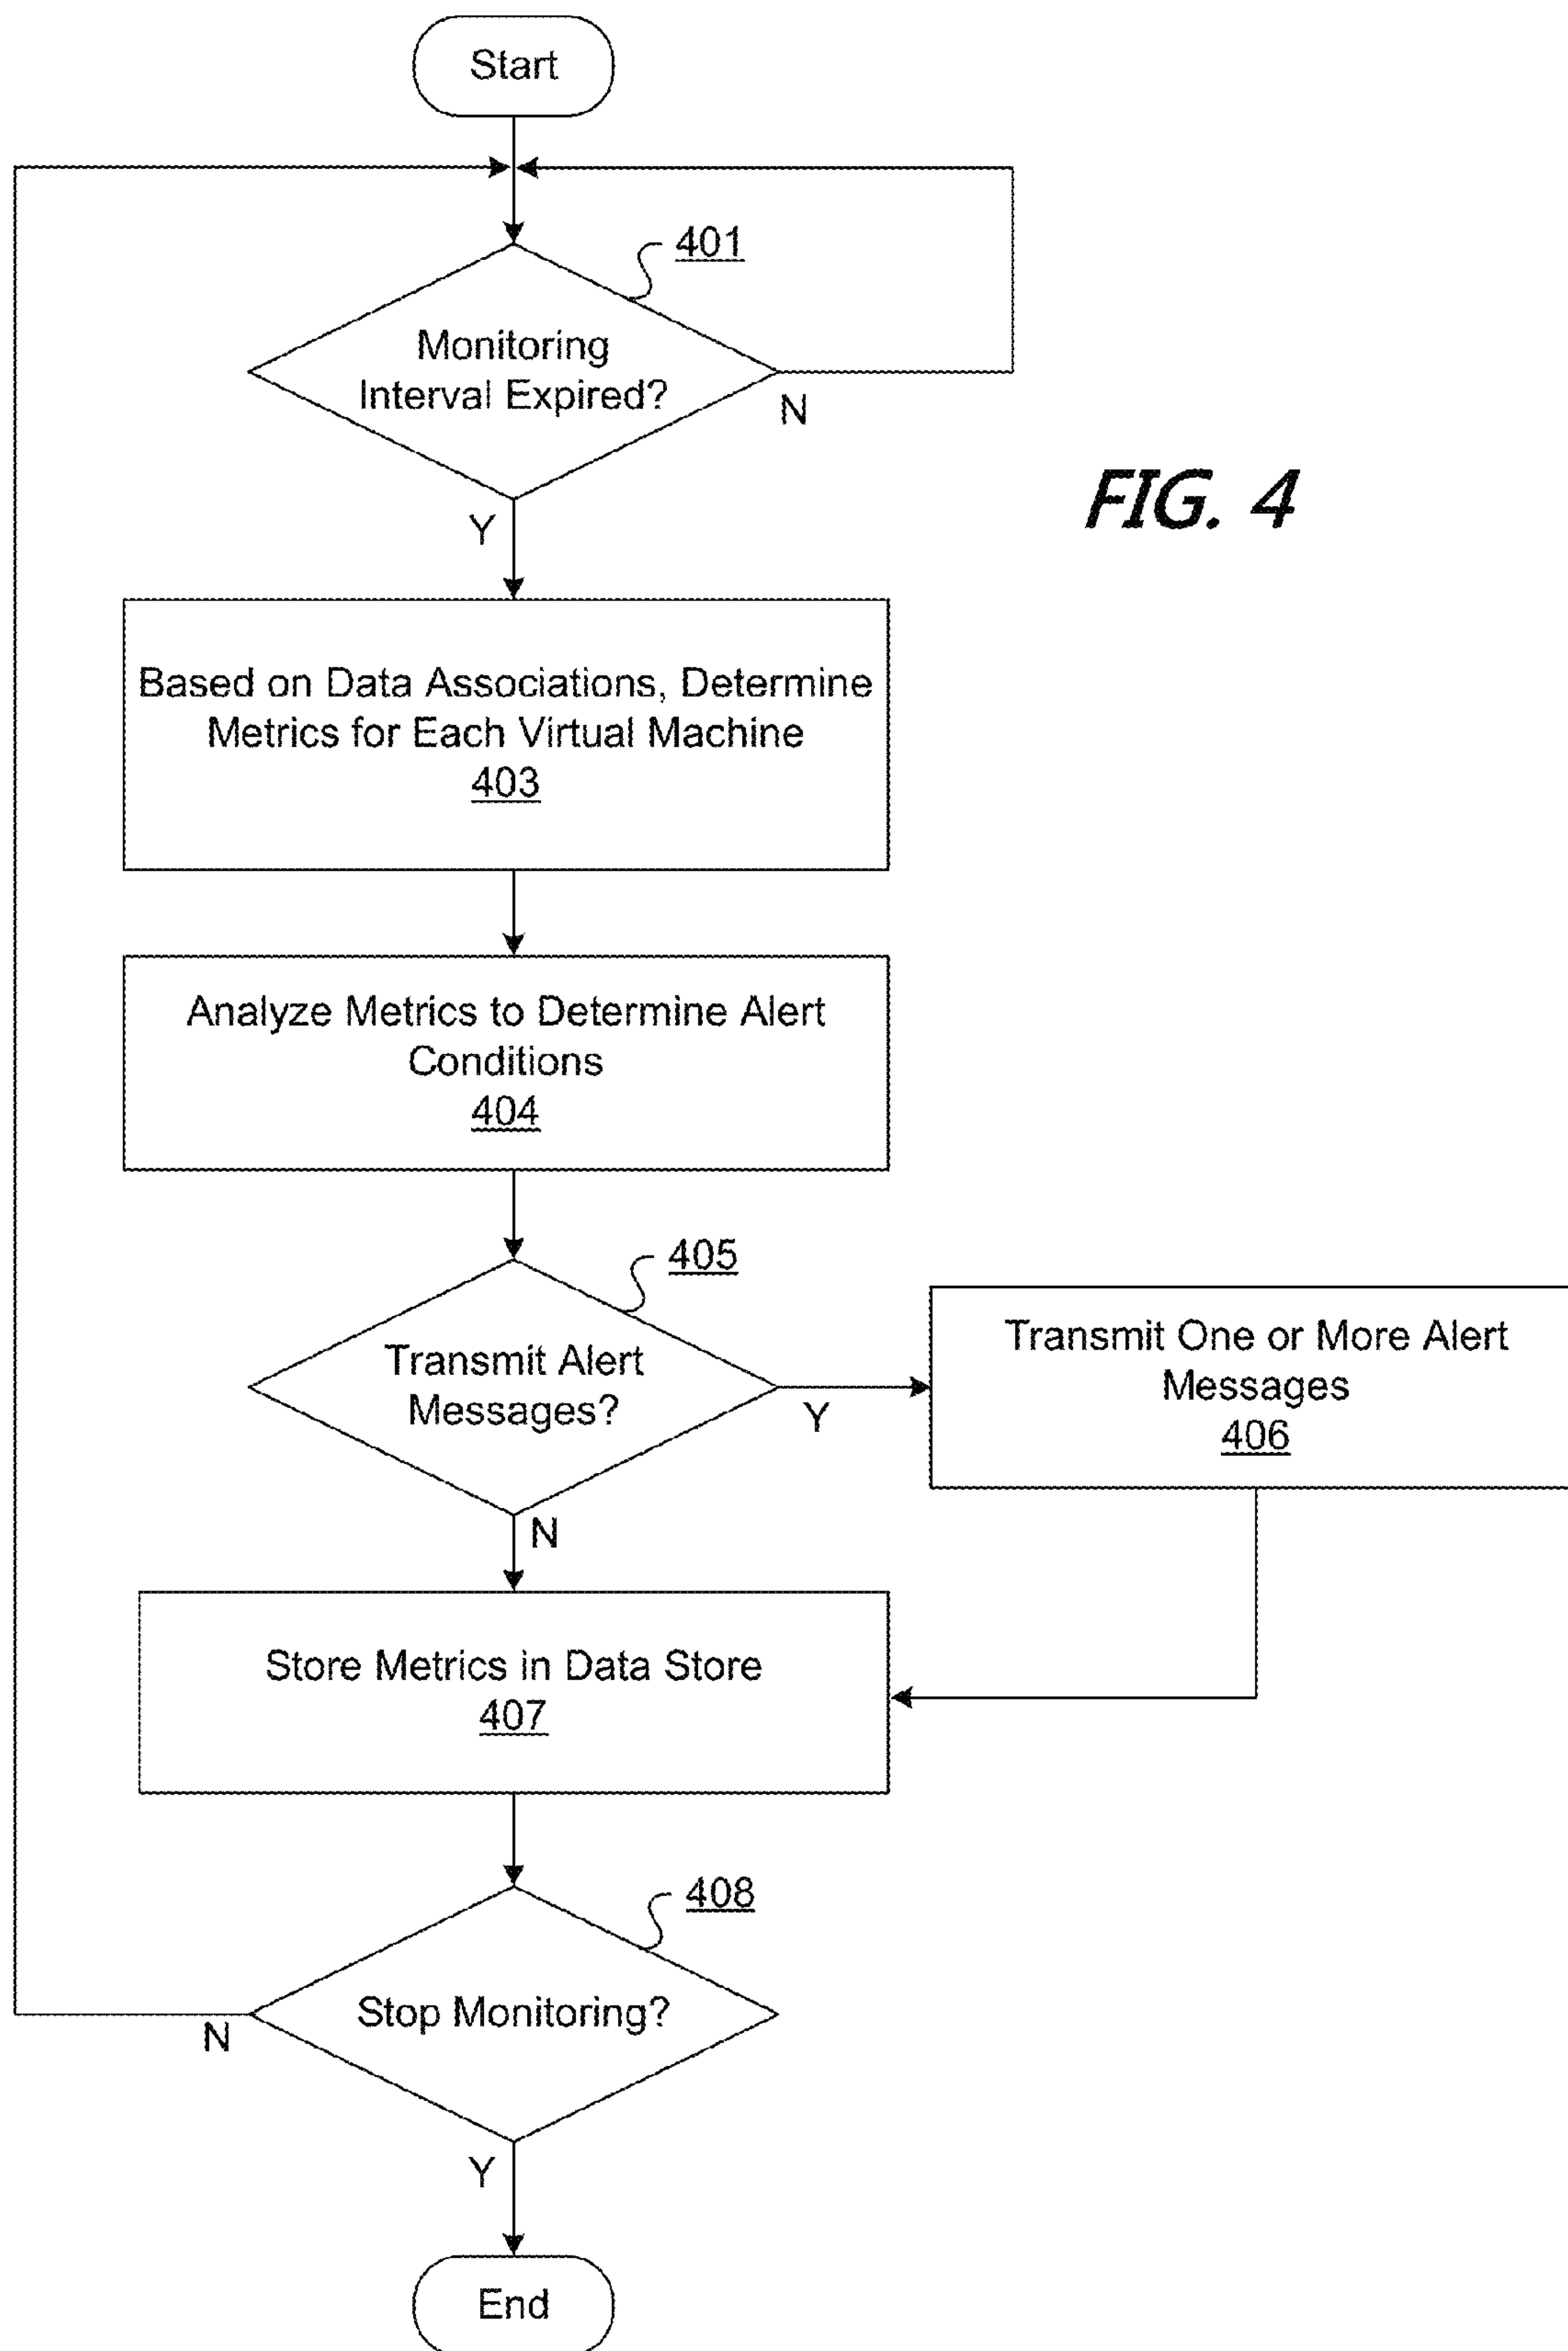 Start
401
Monitoring
Interval Expired?
N
FIG. 4
Y
Based on Data Associations, Determine
Metrics for Each Virtual Machine
403
Analyze Metrics to Determine Alert
Conditions
404
405
Transmit Alert
Messages?
Y
Transmit One or More Alert
Messages
406
N
Store Metrics in Data Store
407
408
Stop Monitoring?
N
Y
End